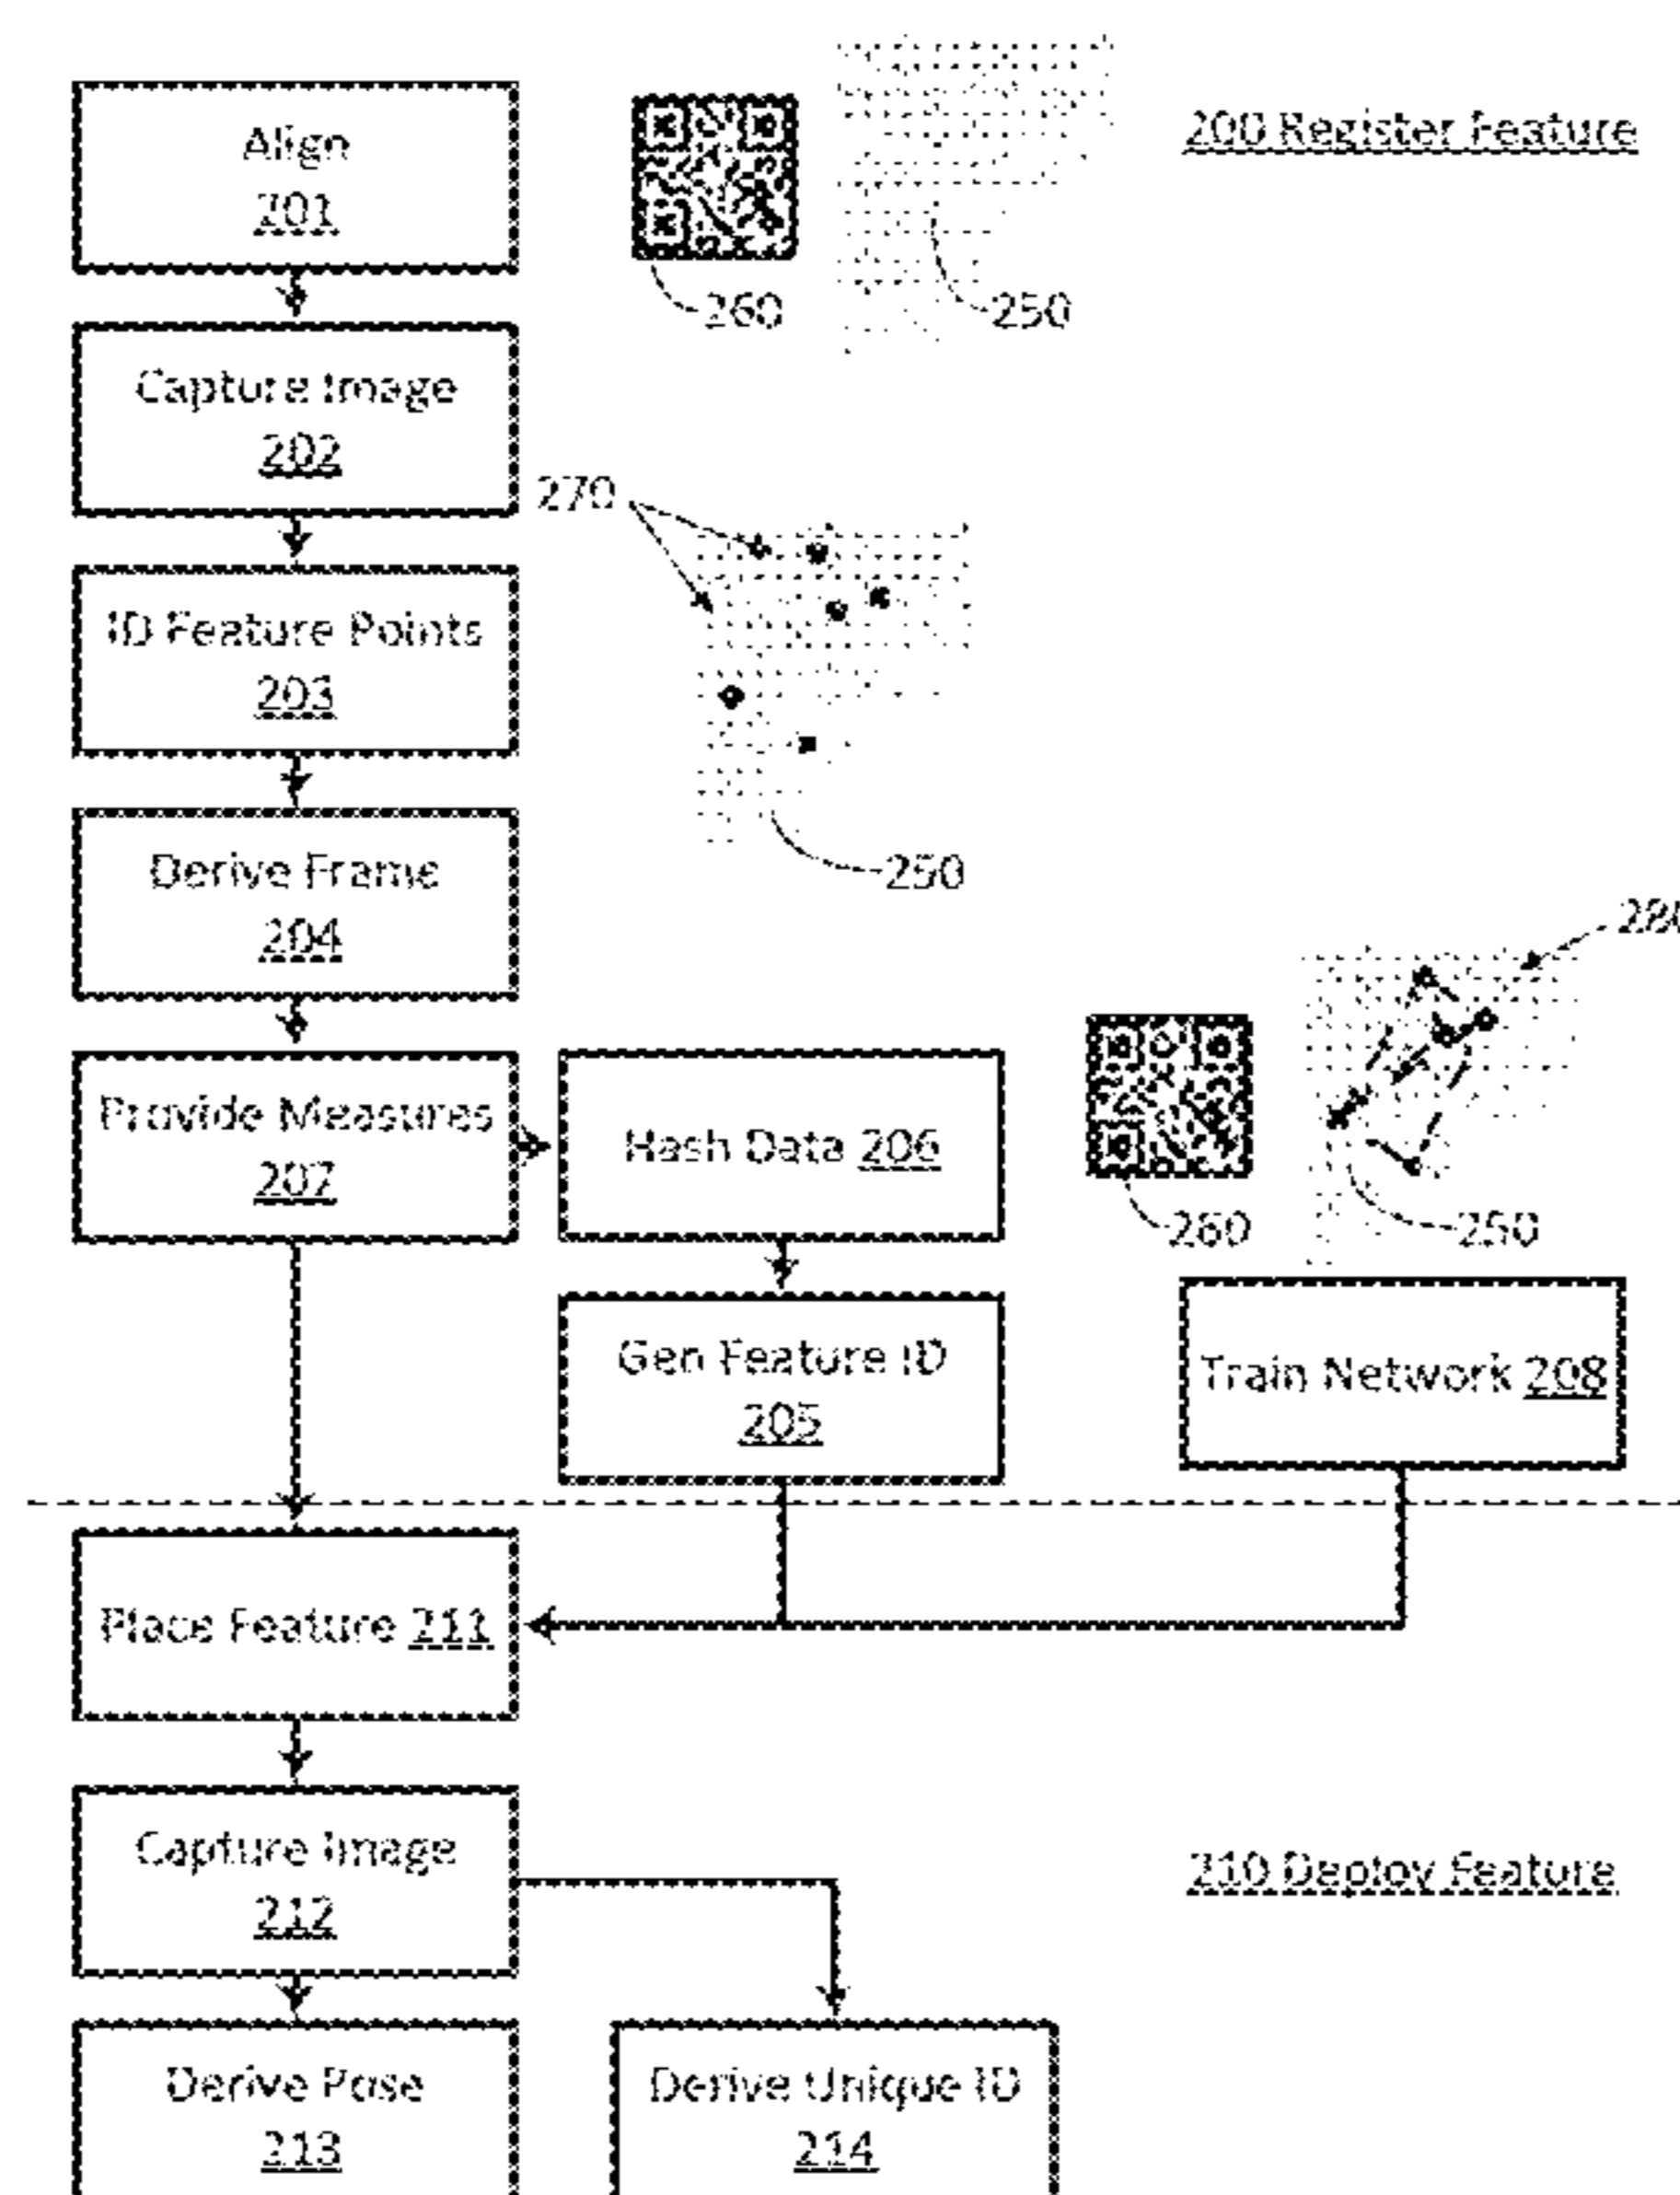 Align
201
260
250
200 Register Feature
Capture Image
202
270
ID Feature Points
203
250
Derive Frame
204
280
Provide Measures
207
Hash Data 206
260
250
Gen Feature ID
205
Train Network 208
Place Feature 211
Capture Image
212
210 Deploy Feature
Derive Pose
213
Derive Unique ID
214